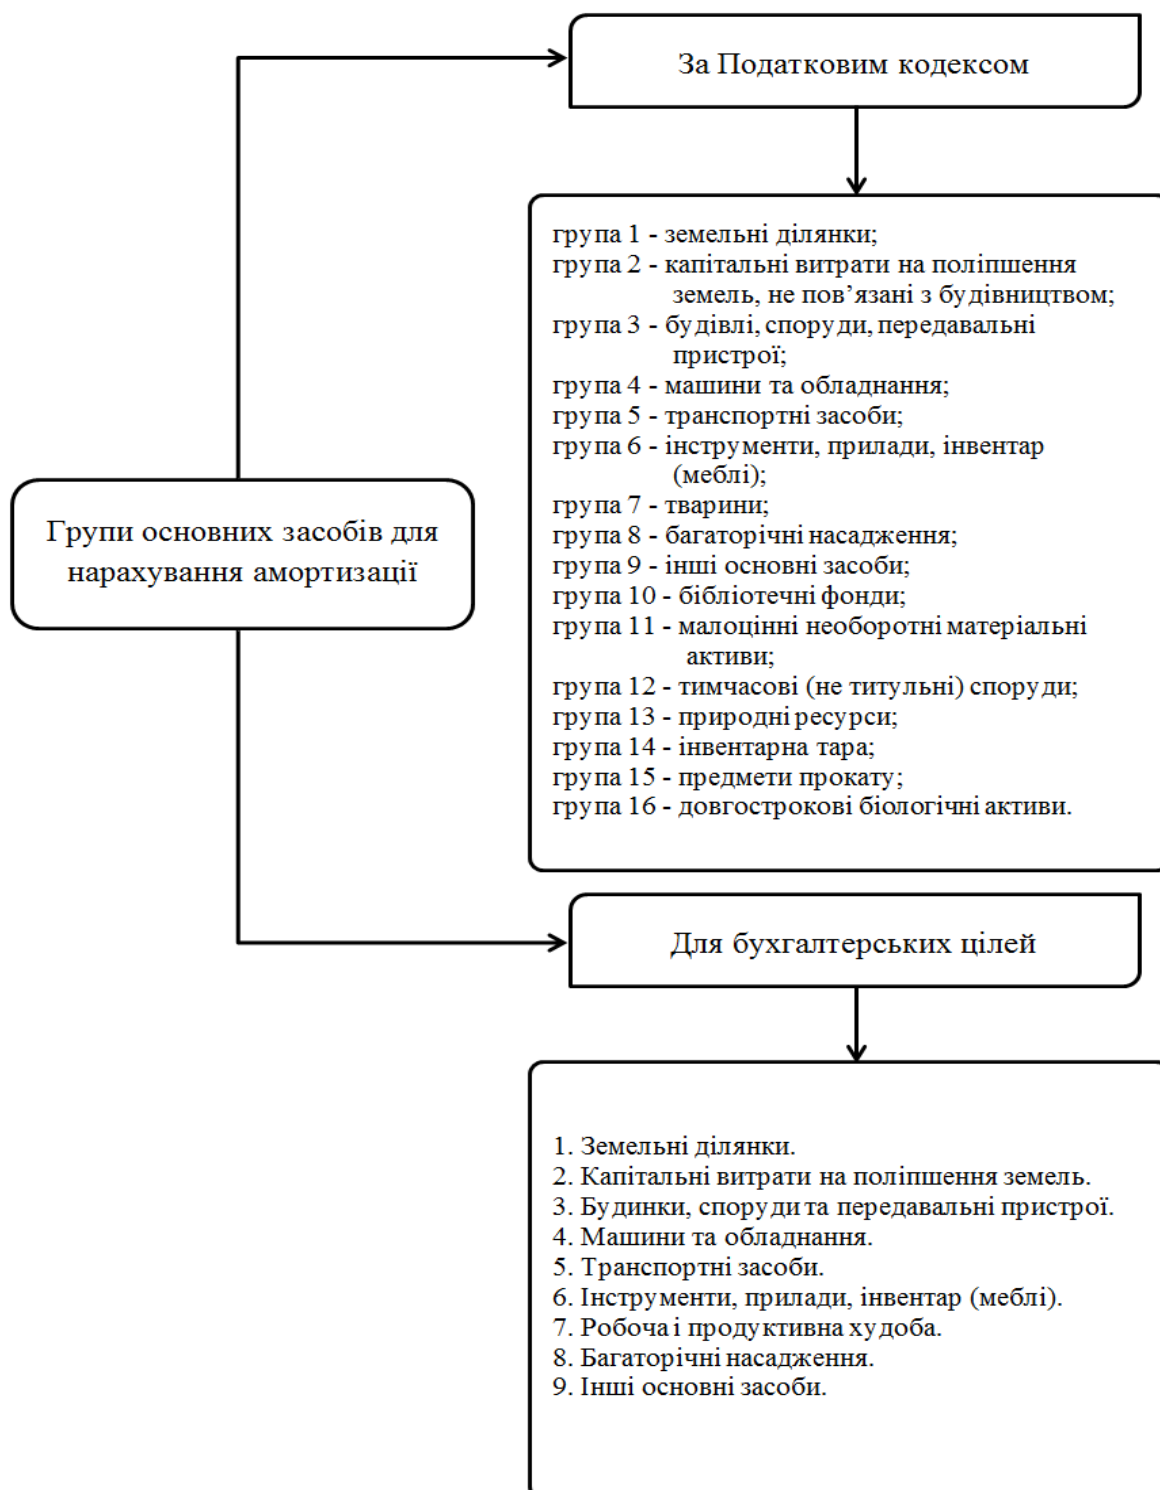 За Податковим кодексом
група 1 - земельні ділянки;
група 2 - капітальні витрати на поліпшення
земель, не пов’язані з будівництвом;
група 3 - будівлі, споруди, передавальні
пристрої;
група 4 - машини та обладнання;
група 5 - транспортні засоби;
група 6 - інструменти, прилади, інвентар
(меблі);
група 7 - тварини;
група 8 - багаторічні насадження;
група 9 - інші основні засоби;
група 10 - бібліотечні фонди;
група 11 - малоцінні необоротні матеріальні
активи;
група 12 - тимчасові (не титульні) споруди;
група 13 - природні ресурси;
група 14 - інвентарна тара;
група 15 - предмети прокату;
група 16 - довгострокові біологічні активи.
Групи основних засобів для
нарахування амортизації
Для бухгалтерських цілей
1. Земельні ділянки.
2. Капітальні витрати на поліпшення земель.
3. Будинки, споруди та передавальні пристрої.
4. Машини та обладнання.
5. Транспортні засоби.
6. Інструменти, прилади, інвентар (меблі).
7. Робоча і продуктивна худоба.
8. Багаторічні насадження.
9. Інші основні засоби.